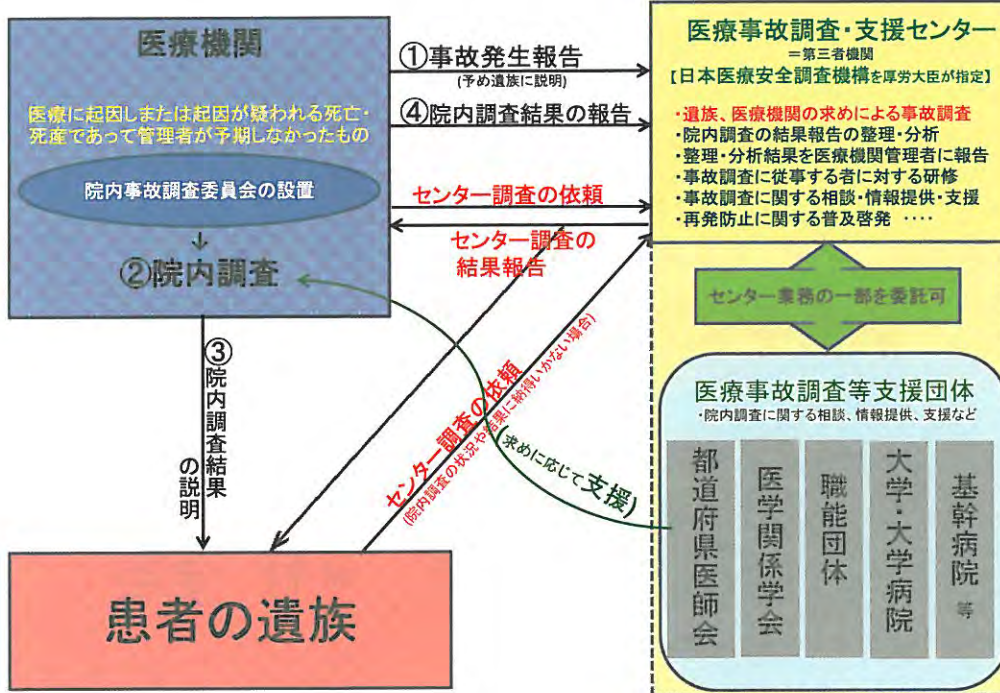 医療機関
医療に起因しまたは起因が疑われる死亡・
死産であって管理者が予期しなかったもの
院内事故調査委員会の設置
②院内調査
①事故発生報告
(予め遺族に説明)
④院内調査結果の報告
センター調査の依頼
センター調査の
結果報告
医療事故調査・支援センター
＝第三者機関
【日本医療安全調査機構を厚労大臣が指定】
・遺族、医療機関の求めによる事故調査
・院内調査の結果報告の整理・分析
・整理・分析結果を医療機関管理者に報告
・事故調査に従事する者に対する研修
・事故調査に関する相談・情報提供・支援
・再発防止に関する普及啓発 ‥‥
センター業務の一部を委託可
③院内調査結果
の説明
センター調査の依頼
(院内調査の状況や結果に納得いかない場合)
(求めに応じて支援)
医療事故調査等支援団体
・院内調査に関する相談、情報提供、支援など
都道府県医師会
医学関係学会
職能団体
大学・大学病院
基幹病院 等
患者の遺族